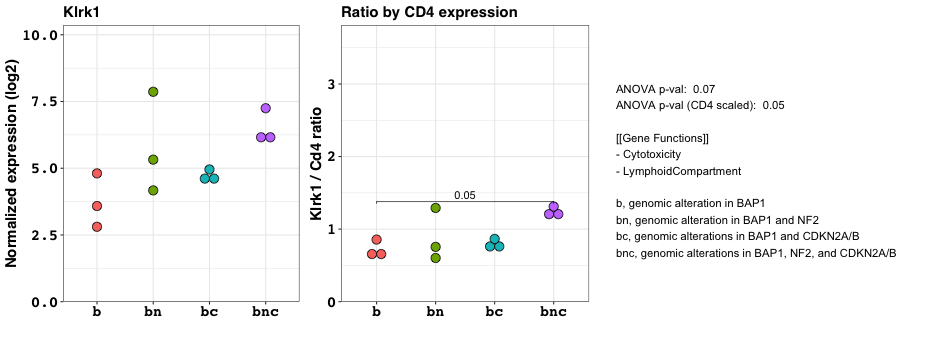 Klrk1
Normalized expression (log2)
10.0
7.5
5.0
2.5
0.0
b bn bc bnc
Ratio by CD4 expression
Klrk1 / Cd4 ratio
3
2
1
0
0.05
b bn bc bnc
ANOVA p-val: 0.07
ANOVA p-val (CD4 scaled): 0.05
[[Gene Functions]]
- Cytotoxicity
- LymphoidCompartment
b, genomic alteration in BAP1
bn, genomic alteration in BAP1 and NF2
bc, genomic alterations in BAP1 and CDKN2A/B
bnc, genomic alterations in BAP1, NF2, and CDKN2A/B